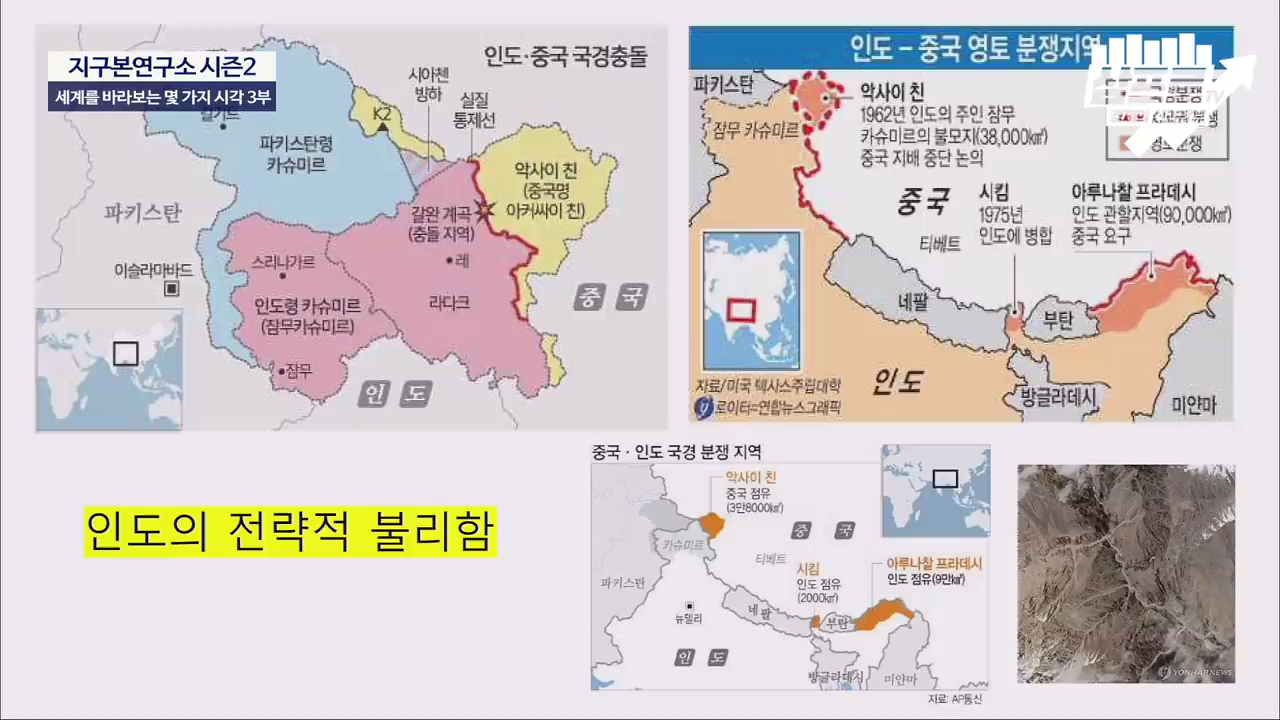 지구본연구소 시즌2
세계를 바라보는 몇 가지 시각 3부
인도·중국 국경충돌
시아첸
빙하
실질
통제선
K2
길기트
파키스탄령
카슈미르
악사이 친
(중국명
아커싸이 친)
파키스탄
갈완 계곡
(충돌 지역)
스리나가르
레
이슬라마바드
인도령 카슈미르
(잠무카슈미르)
라다크
중국
잠무
인도
인도 – 중국 영토 분쟁지역
파키스탄
악사이 친
1962년 인도의 주인 잠무
카슈미르의 불모지(38,000㎢)
중국 지배 중단 논의
잠무 카슈미르
국경분쟁
영토분쟁
중국
시킴
1975년
인도에 병합
아루나찰 프라데시
인도 관할지역(90,000㎢)
중국 요구
티베트
네팔
부탄
인도
자료/미국 텍사스주립대학
로이터=연합뉴스그래픽
방글라데시
미얀마
중국·인도 국경 분쟁 지역
악사이 친
중국 점유
(3만8000㎢)
중국
카슈미르
티베트
파키스탄
시킴
인도 점유
(2000㎢)
아루나찰 프라데시
인도 점유(9만㎢)
뉴델리
네팔
부탄
인도
방글라데시
미얀마
자료: AP통신
인도의 전략적 불리함
YONHAP NEWS